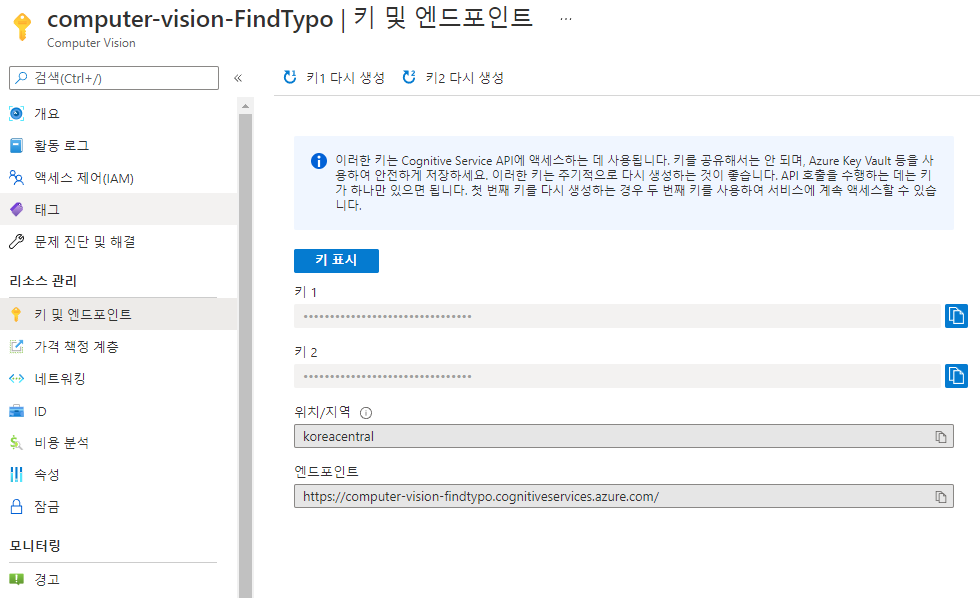 computer-vision-FindTypo | 키 및 엔드포인트 ...
Computer Vision
검색(Ctrl+/)
«
개요
활동 로그
액세스 제어(IAM)
태그
문제 진단 및 해결
리소스 관리
키 및 엔드포인트
가격 책정 계층
네트워킹
ID
비용 분석
속성
잠금
모니터링
경고
키1 다시 생성 키2 다시 생성
이러한 키는 Cognitive Service API에 액세스하는 데 사용됩니다. 키를 공유해서는 안 되며, Azure Key Vault 등을 사
용하여 안전하게 저장하세요. 이러한 키는 주기적으로 다시 생성하는 것이 좋습니다. API 호출을 수행하는 데는 키
가 하나만 있으면 됩니다. 첫 번째 키를 다시 생성하는 경우 두 번째 키를 사용하여 서비스에 계속 액세스할 수 있습
니다.
키 표시
키 1
••••••••••••••••••••••••••••••••
키 2
••••••••••••••••••••••••••••••••
위치/지역
koreacentral
엔드포인트
https://computer-vision-findtypo.cognitiveservices.azure.com/